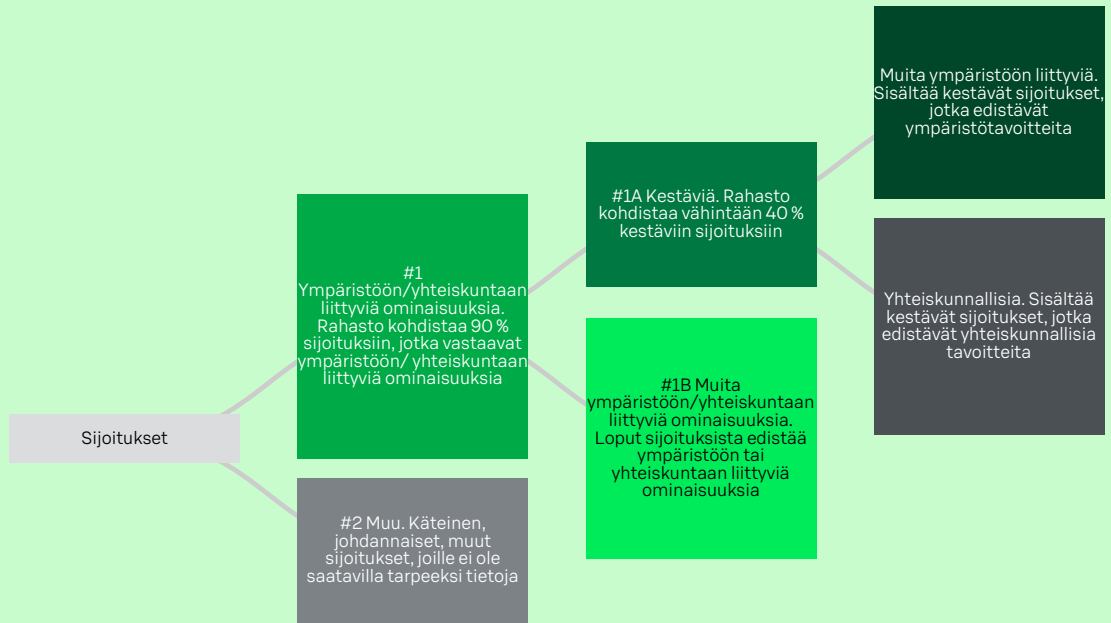 Sijoitukset
#1
Ympäristöön/yhteiskuntaan
liittyviä ominaisuuksia.
Rahasto kohdistaa 90 %
sijoituksiin, jotka vastaavat
ympäristöön/ yhteiskuntaan
liittyviä ominaisuuksia
#2 Muu. Käteinen,
johdannaiset, muut
sijoitukset, joille ei ole
saatavilla tarpeeksi tietoja
#1A Kestäviä. Rahasto
kohdistaa vähintään 40 %
kestäviin sijoituksiin
#1B Muita
ympäristöön/yhteiskuntaan
liittyviä ominaisuuksia.
Loput sijoituksista edistää
ympäristöön tai
yhteiskuntaan liittyviä
ominaisuuksia
Muita ympäristöön liittyviä.
Sisältää kestävät sijoitukset,
jotka edistävät
ympäristötavoitteita
Yhteiskunnallisia. Sisältää
kestävät sijoitukset, jotka
edistävät yhteiskunnallisia
tavoitteita